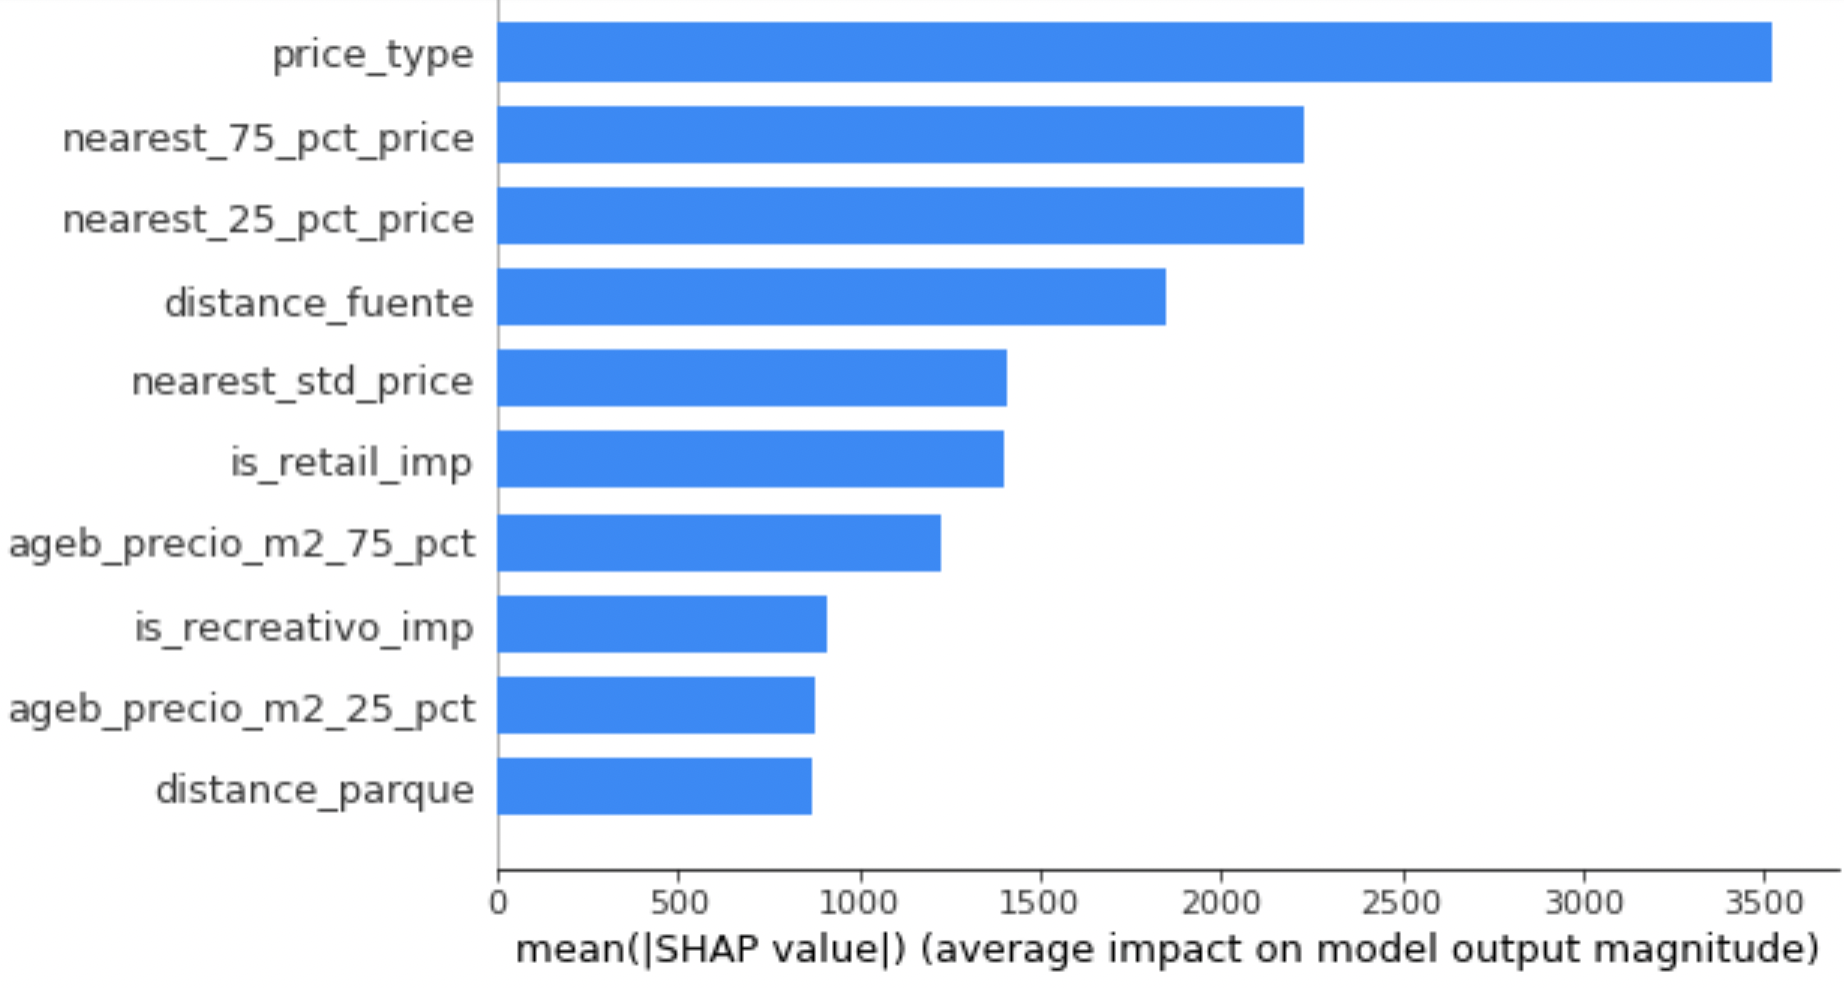 price_type
nearest_75_pct_price
nearest_25_pct_price
distance_fuente
nearest_std_price
is_retail_imp
ageb_precio_m2_75_pct
is_recreativo_imp
ageb_precio_m2_25_pct
distance_parque
0 500 1000 1500 2000 2500 3000 3500
mean(|SHAP value|) (average impact on model output magnitude)